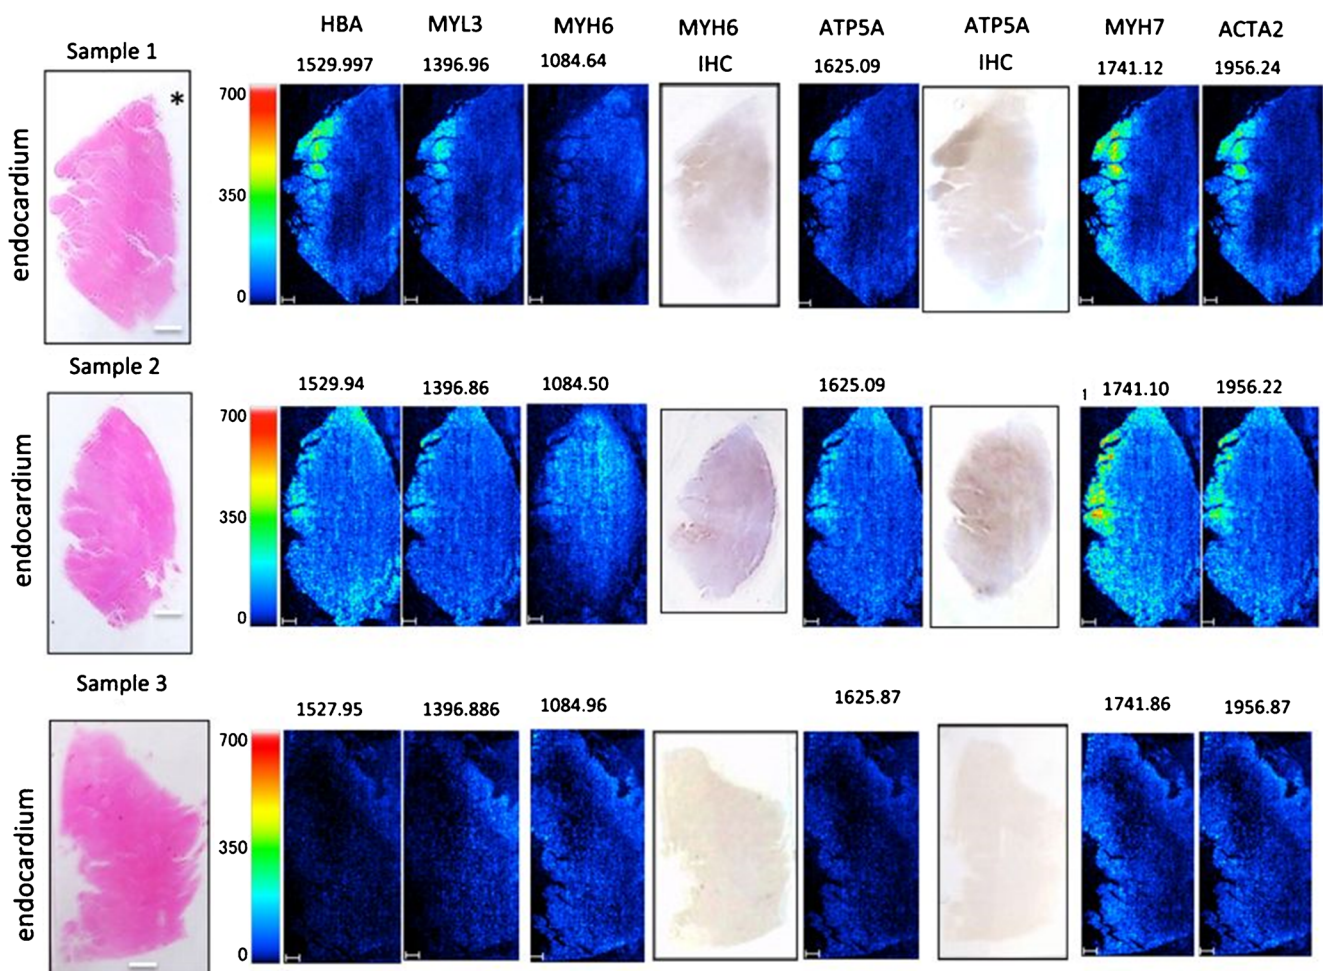 HBA MYL3 MYH6 MYH6 ATP5A ATP5A MYH7 ACTA2
Sample 1
1529.997 1396.96 1084.64 IHC 1625.09 IHC 1741.12 1956.24
*
700
350
0
endocardium
Sample 2
1529.94 1396.86 1084.50 1625.09 1 1741.10 1956.22
700
350
0
endocardium
Sample 3
1527.95 1396.886 1084.96 1625.87 1741.86 1956.87
700
350
0
endocardium